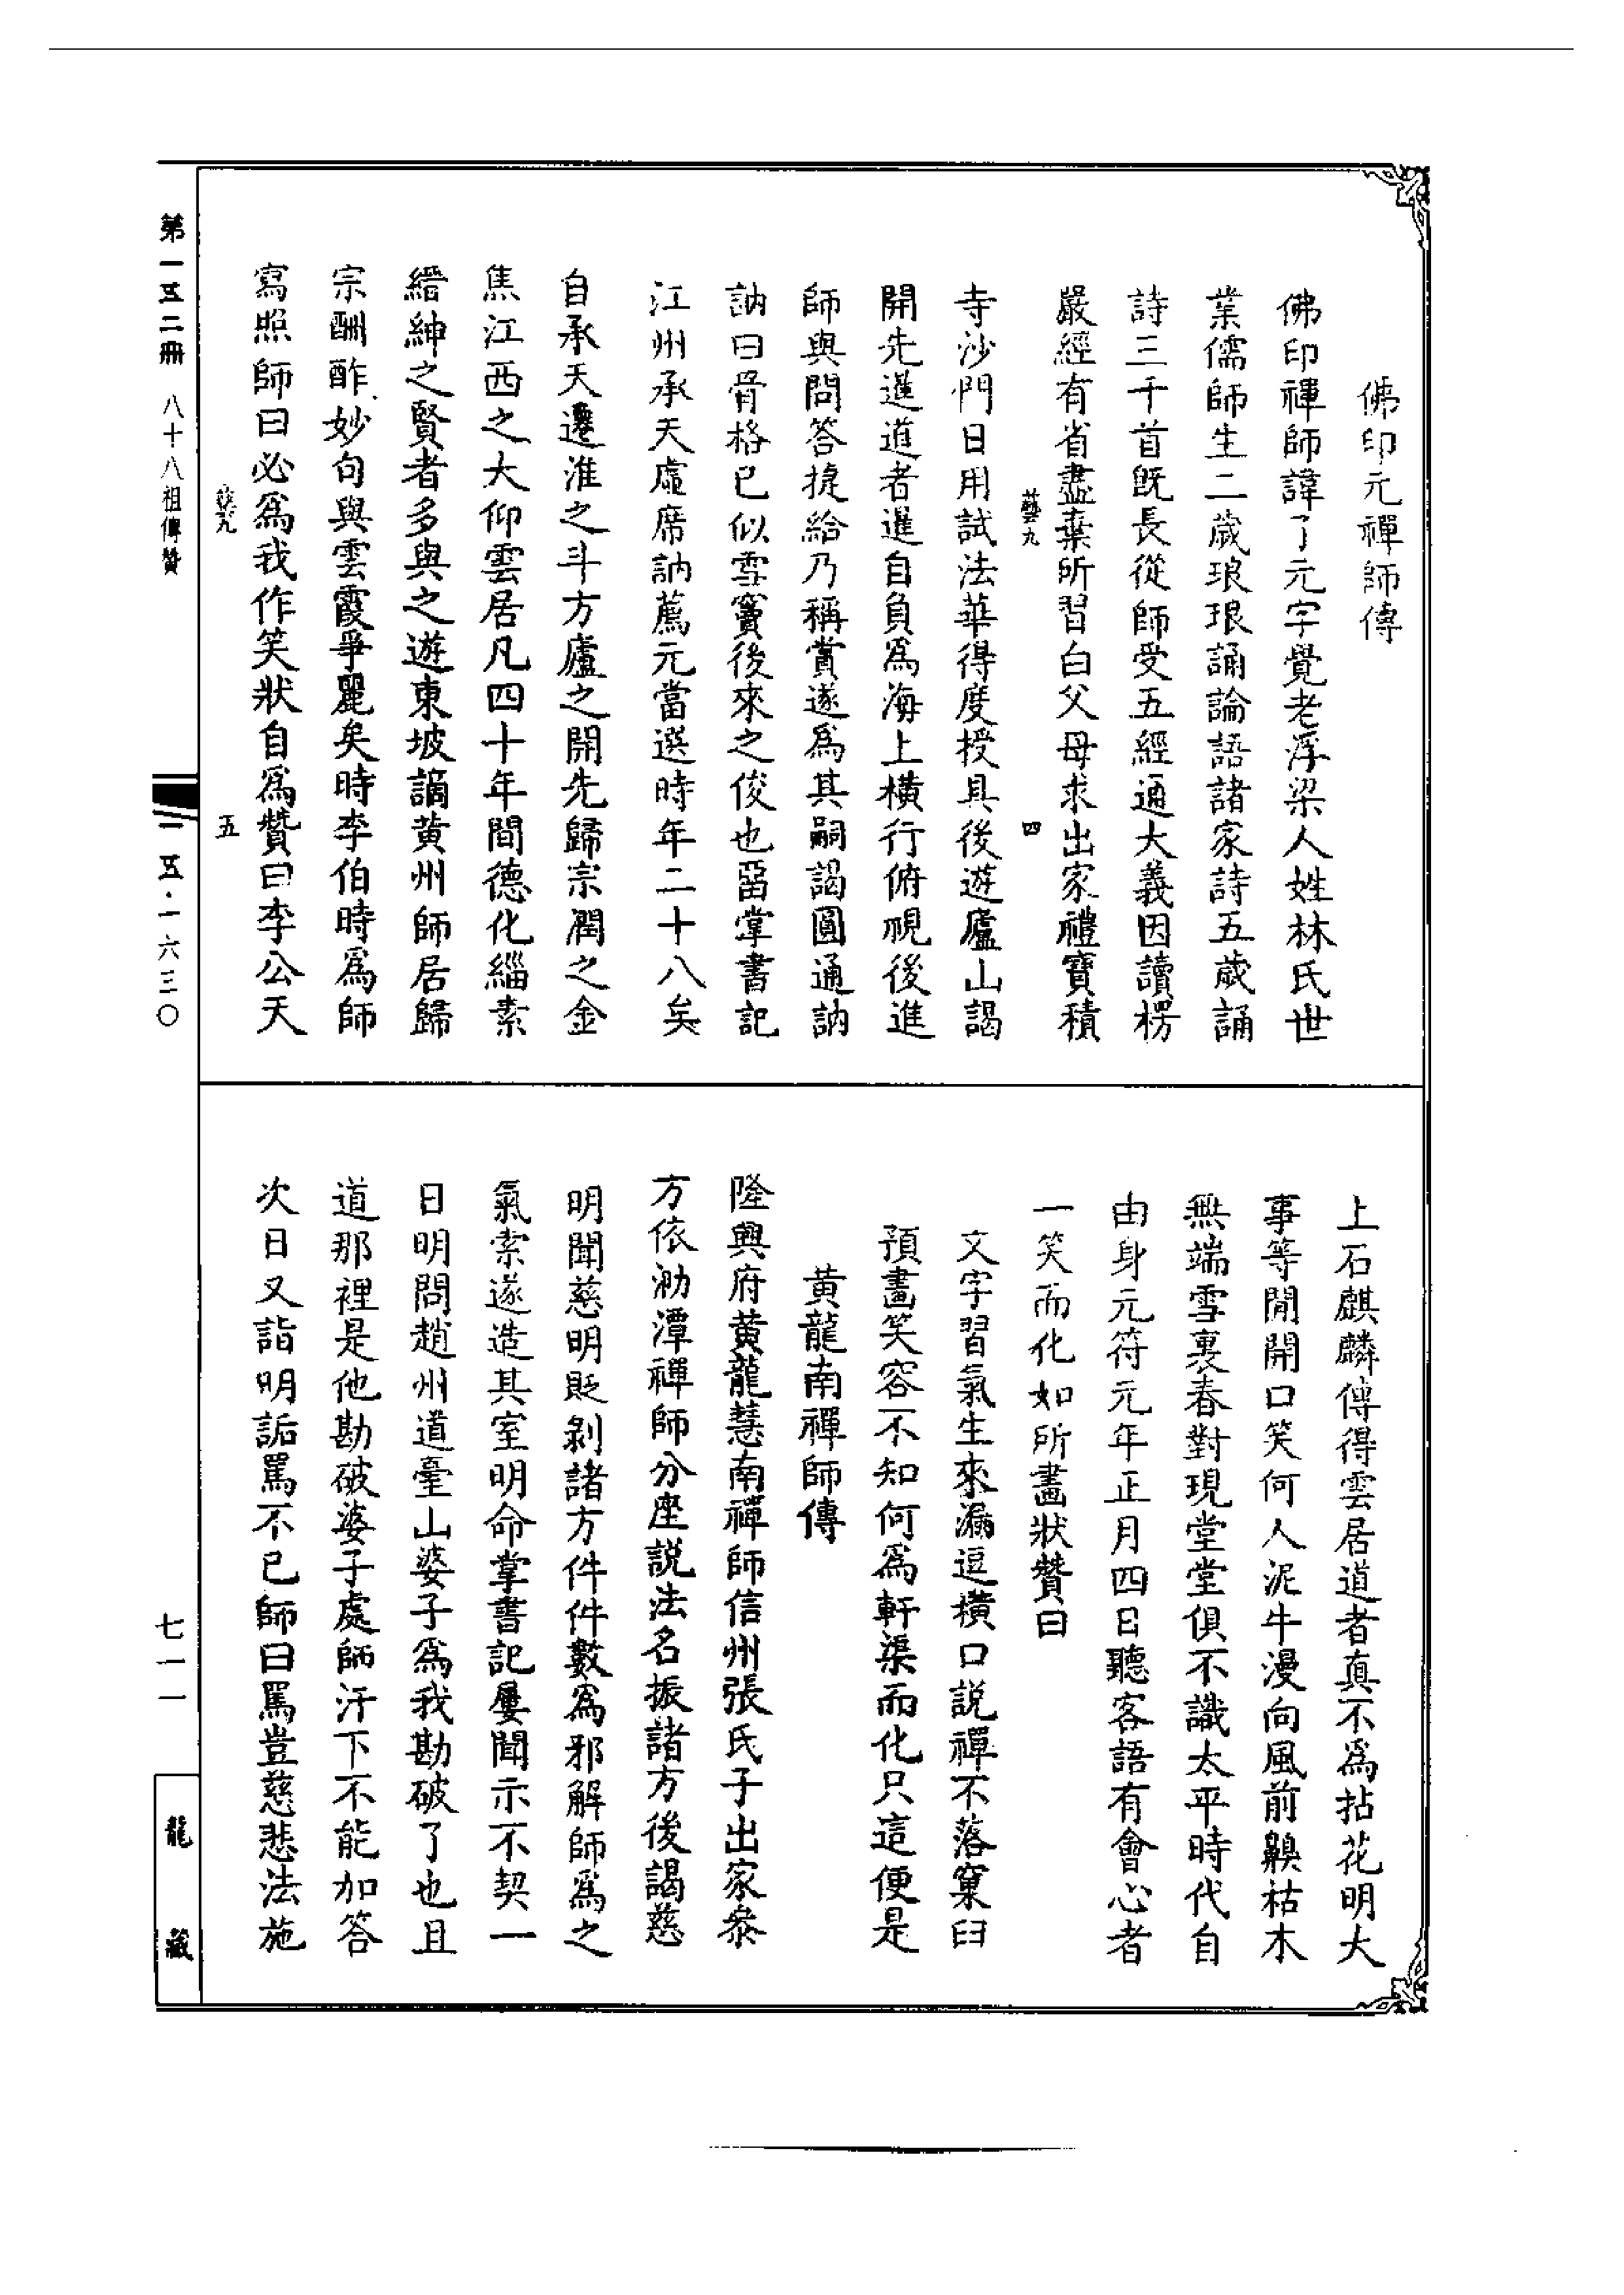 佛印元禪師傳
佛印禪師諱了元字覺老浮梁人姓林氏世
業儒師生二歲琅琅誦論語諸家詩五歲誦
詩三千首既長從師受五經通大義因讀楞
嚴經有省盡棄所習白父母求出家禮寶積
藝九
四
寺沙門日用試法華得度授具後遊廬山謁
開先暹道者暹自負為海上橫行俯視後進
師與問答捷給乃稱賞遂為其嗣謁圓通訥
訥曰骨格已似雪竇後來之俊也畱掌書記
江州承天虛席訥薦元當選時年二十八矣
自承天遷淮之斗方廬之開先歸宗潤之金
焦江西之大仰雲居凡四十年間德化緇素
縉紳之賢者多與之遊東坡謫黃州師居歸
宗酬酢妙句與雲霞爭麗矣時李伯時為師
寫照師曰必為我作笑狀自為贊曰李公天
藝九
五
上石麒麟傳得雲居道者真不為拈花明大
事等閒開口笑何人泥牛漫向風前齅枯木
無端雪裏春對現堂堂俱不識太平時代自
由身元符元年正月四日聽客語有會心者
一笑而化如所畫狀贊曰
文字習氣生來漏逗橫口說禪不落窠臼
預畫笑容不知何為軒渠而化只這便是
黃龍南禪師傳
隆興府黃龍慧南禪師信州張氏子出家參
方依泐潭禪師分座說法名振諸方後謁慈
明聞慈明貶剝諸方件件數為邪解師為之
氣索遂造其室明命掌書記屢聞示不契一
日明問趙州道臺山婆子為我勘破了也且
道那裡是他勘破婆子處師汗下不能加答
次日又詣明詬罵不已師曰罵豈慈悲法施
第一五二冊 八十八祖傳贊
一五·一六三〇
七一一
龍藏